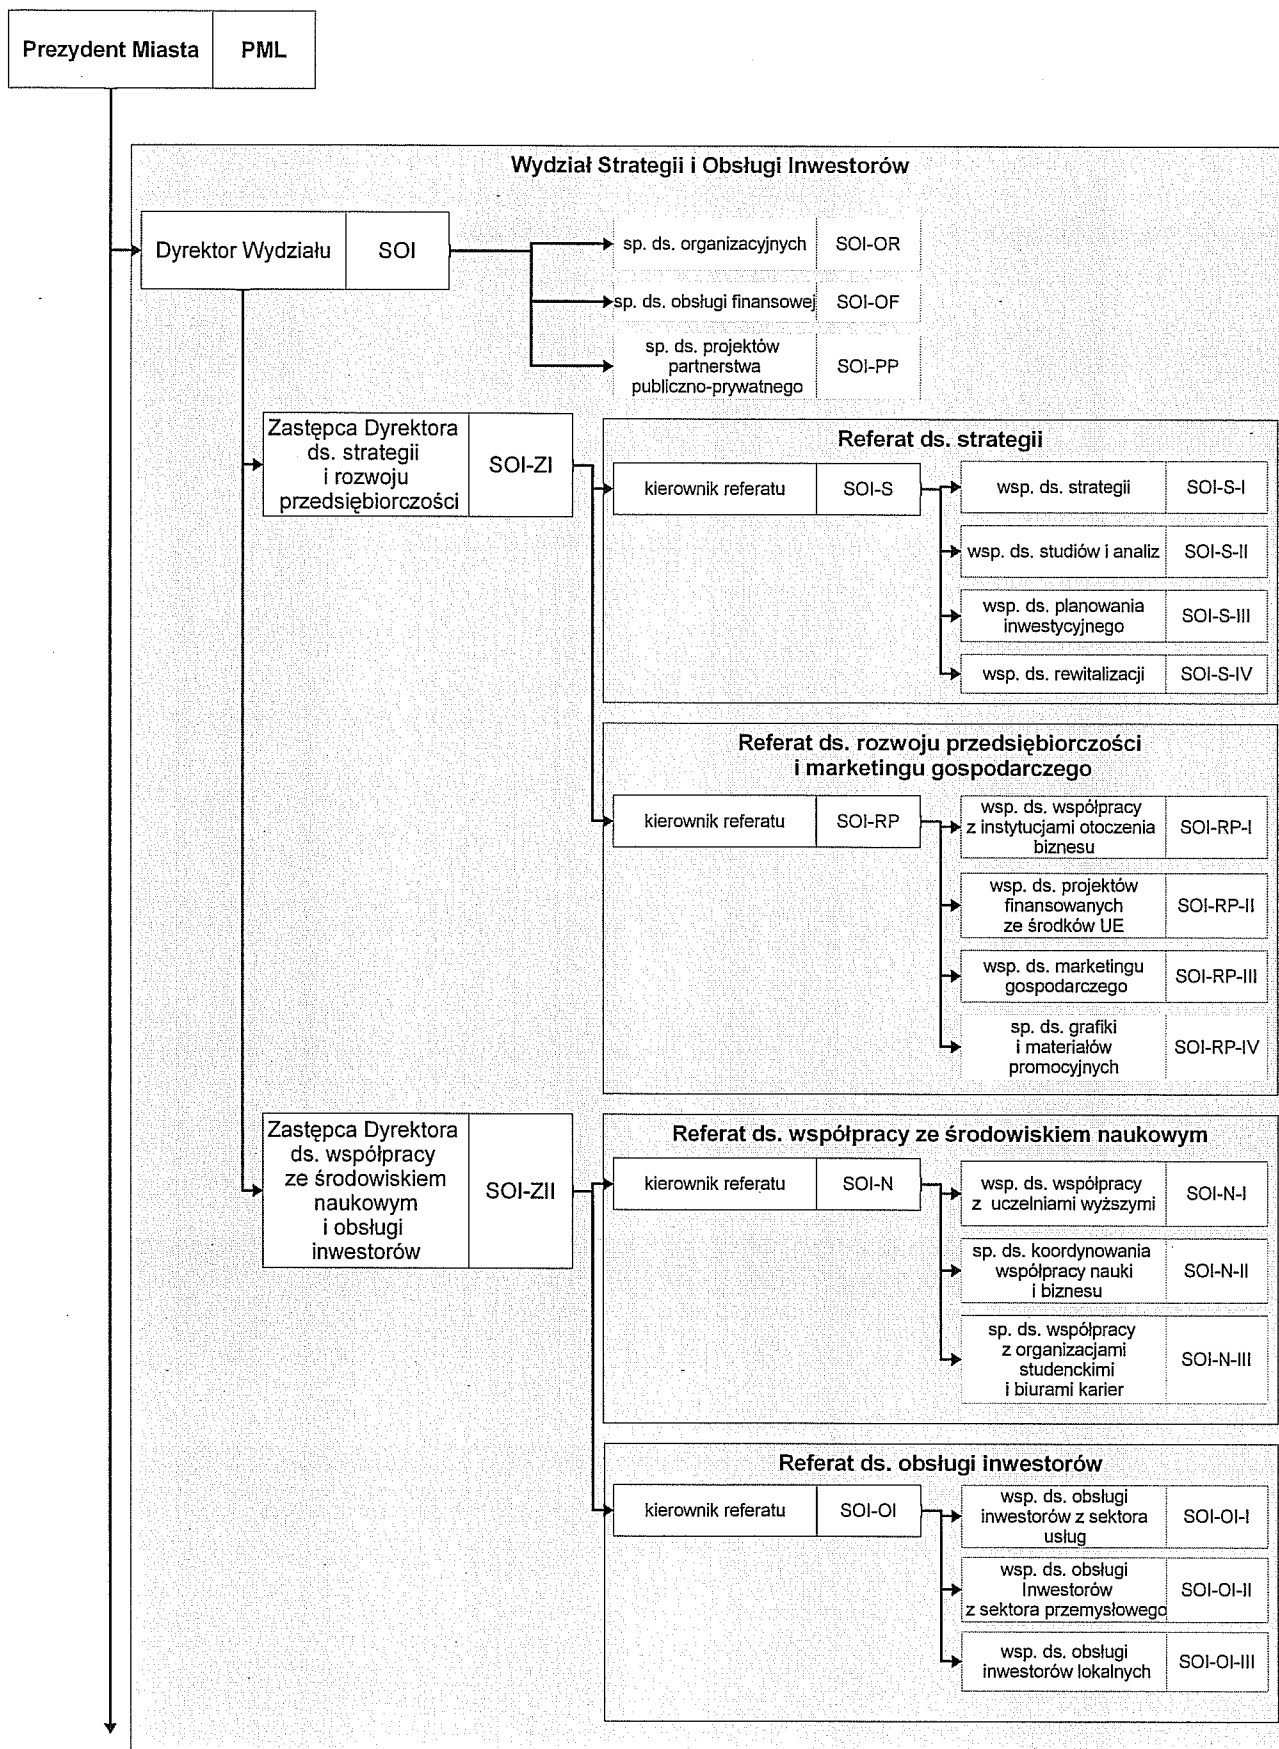 Prezydent Miasta PML
Wydział Strategii i Obsługi Inwestorów
Dyrektor Wydziału SOI
sp. ds. organizacyjnych SOI-OR
sp. ds. obsługi finansowej SOI-OF
sp. ds. projektów
partnerstwa
publiczno-prywatnego
SOI-PP
Zastępca Dyrektora
ds. strategii
i rozwoju
przedsiębiorczości
SOI-ZI
Referat ds. strategii
kierownik referatu SOI-S
wsp. ds. strategii SOI-S-I
wsp. ds. studiów i analiz SOI-S-II
wsp. ds. planowania
inwestycyjnego
SOI-S-III
wsp. ds. rewitalizacji SOI-S-IV
Referat ds. rozwoju przedsiębiorczości
i marketingu gospodarczego
kierownik referatu SOI-RP
wsp. ds. współpracy
z instytucjami otoczenia
biznesu
SOI-RP-I
wsp. ds. projektów
finansowanych
ze środków UE
SOI-RP-II
wsp. ds. marketingu
gospodarczego
SOI-RP-III
sp. ds. grafiki
i materiałów
promocyjnych
SOI-RP-IV
Zastępca Dyrektora
ds. współpracy
ze środowiskiem
naukowym
i obsługi
inwestorów
SOI-ZII
Referat ds. współpracy ze środowiskiem naukowym
kierownik referatu SOI-N
wsp. ds. współpracy
z uczelniami wyższymi
SOI-N-I
sp. ds. koordynowania
współpracy nauki
i biznesu
SOI-N-II
sp. ds. współpracy
z organizacjami
studenckimi
i biurami karier
SOI-N-III
Referat ds. obsługi inwestorów
kierownik referatu SOI-OI
wsp. ds. obsługi
inwestorów z sektora
usług
SOI-OI-I
wsp. ds. obsługi
Inwestorów
z sektora przemysłowego
SOI-OI-II
wsp. ds. obsługi
inwestorów lokalnych
SOI-OI-III